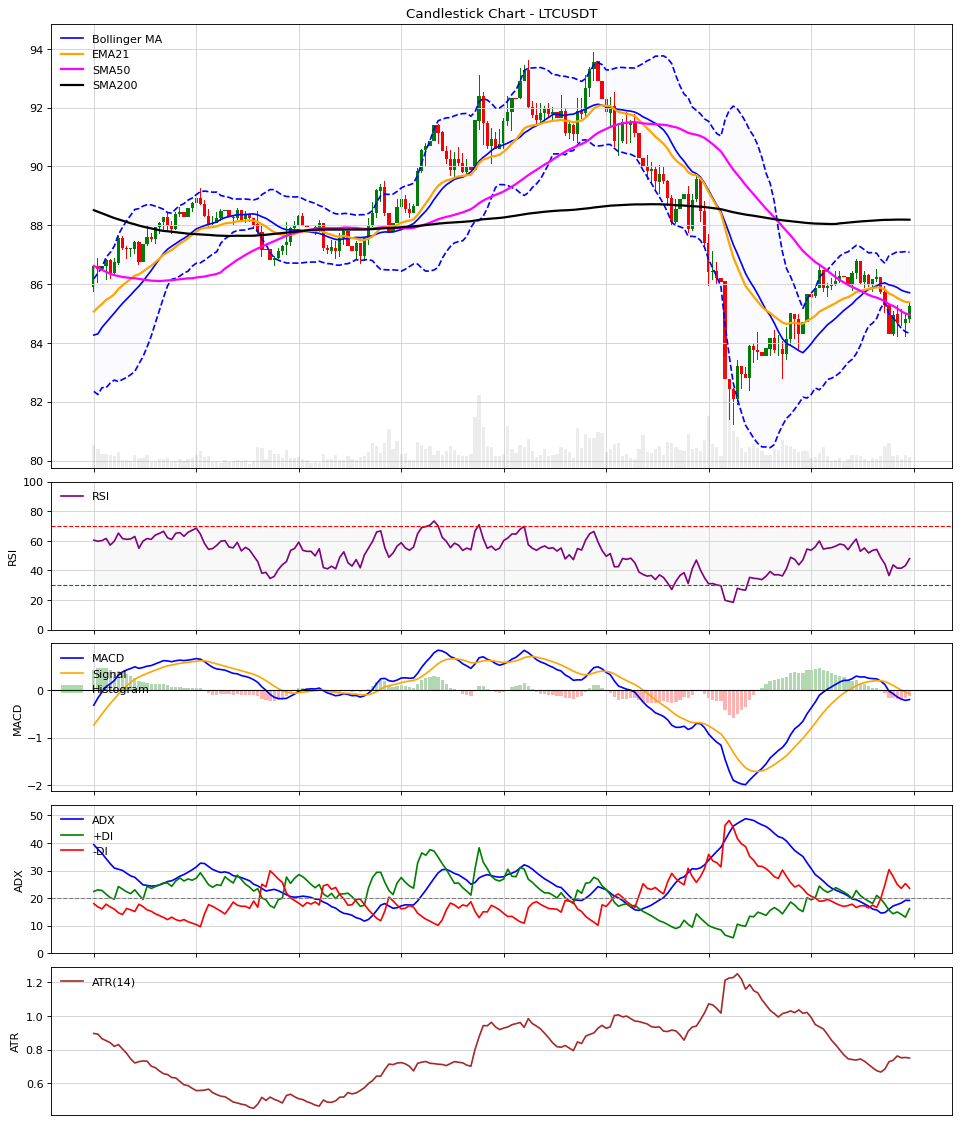 Candlestick Chart - LTCUSDT
Bollinger MA
EMA21
SMA50
SMA200
94
92
90
88
86
84
82
80
RSI
RSI
100
80
60
40
20
0
MACD
Signal
Histogram
MACD
0
−1
−2
ADX
+DI
-DI
ADX
50
40
30
20
10
0
ATR(14)
ATR
1.2
1.0
0.8
0.6